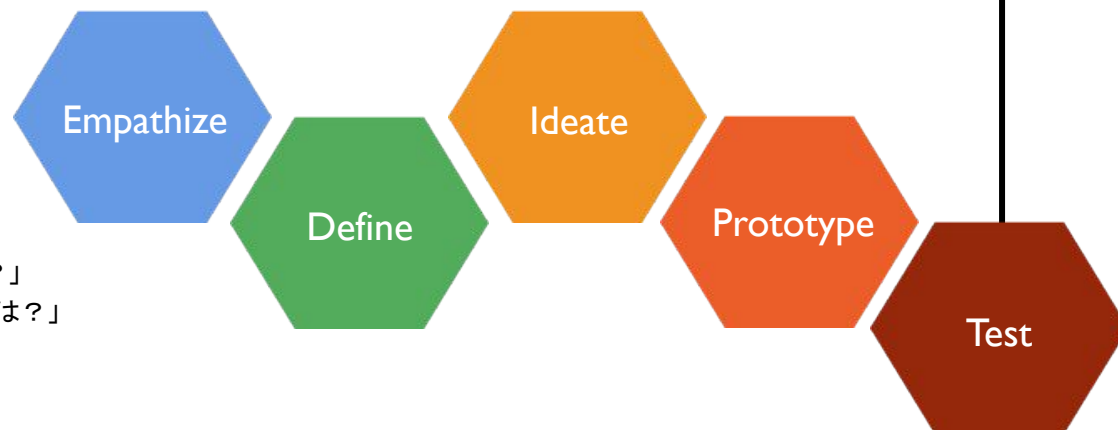 Empathize
Ideate
Define
Prototype
？」
は？」
Test